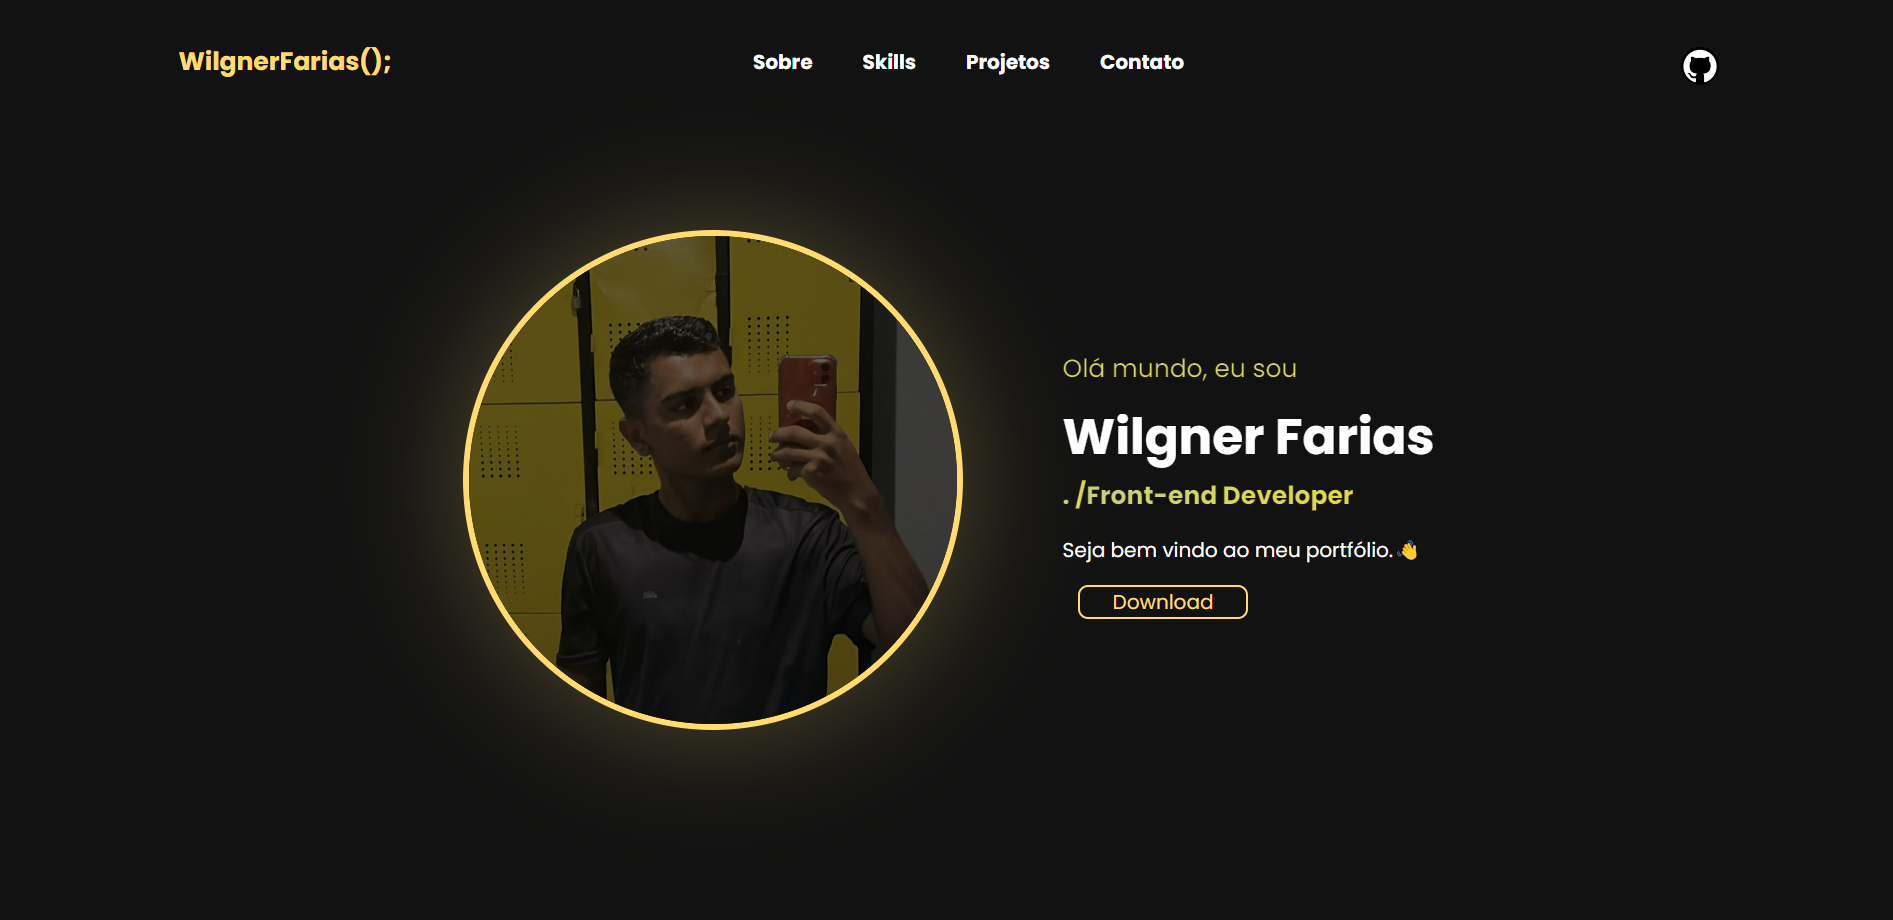 WilgnerFarias();
Sobre Skills Projetos Contato
Olá mundo, eu sou
Wilgner Farias
. /Front-end Developer
Seja bem vindo ao meu portfólio. 👋
Download